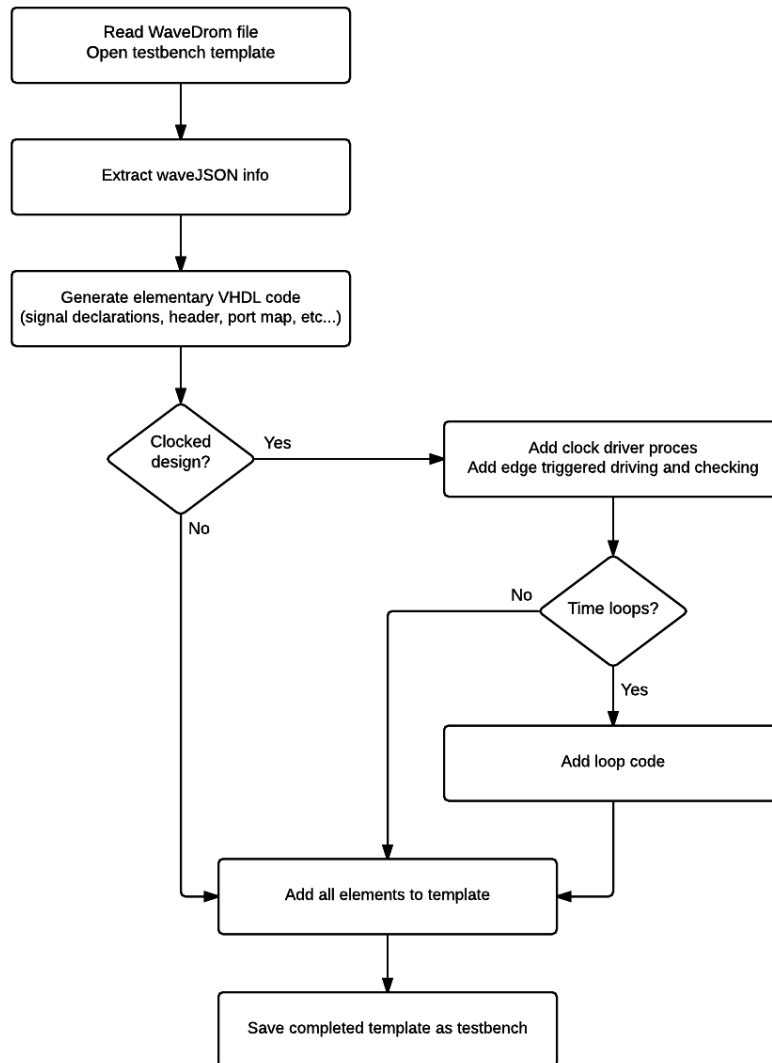 Read WaveDrom file
Open testbench template
Extract waveJSON info
Generate elementary VHDL code
(signal declarations, header, port map, etc...)
Clocked
design?
Yes
No
Add clock driver proces
Add edge triggered driving and checking
Time loops?
No
Yes
Add loop code
Add all elements to template
Save completed template as testbench